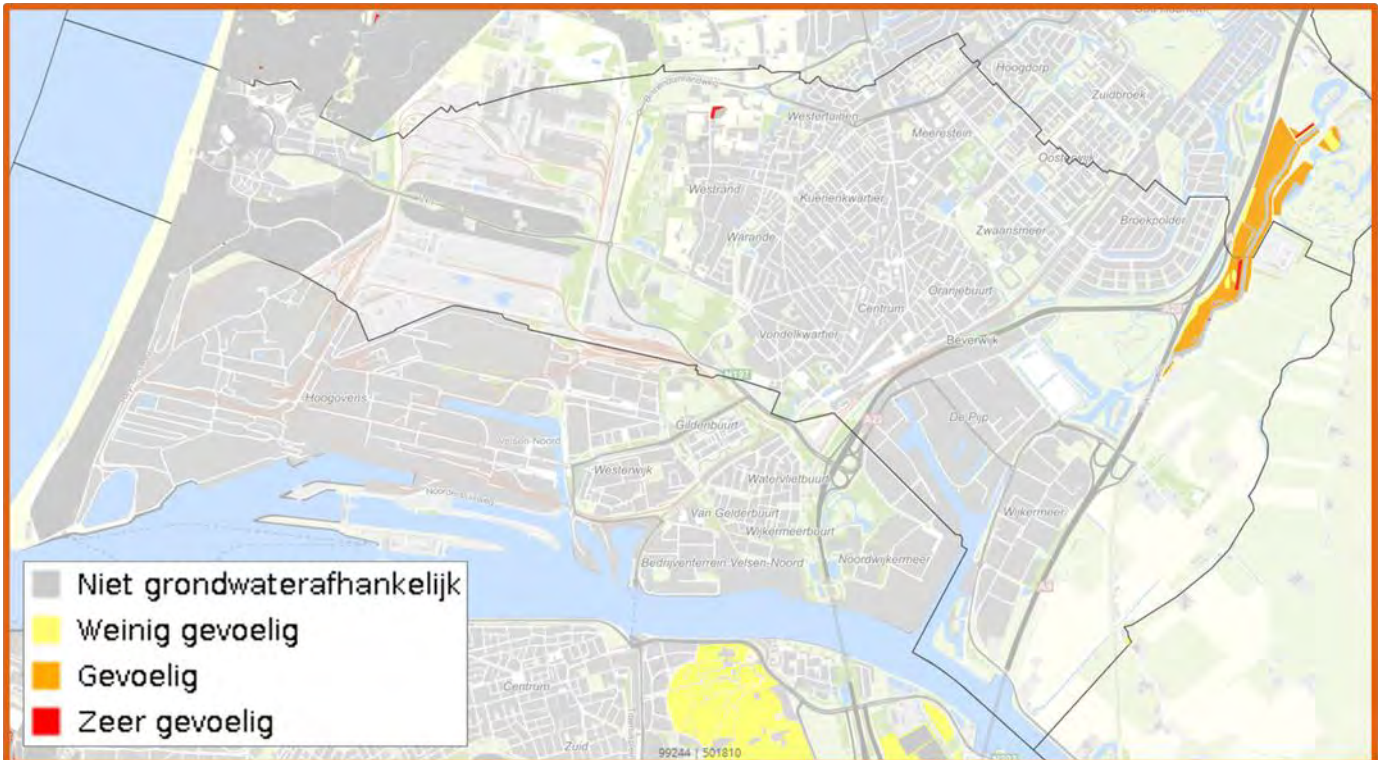 Hoogdorp
Zuidbroek
Westertuinen
Meerestein
Oosterwijk
Westrand
Kuenenkwartier
Broekpolder
Warande
Zwaansmeer
Oranjebuurt
Centrum
Vondelkwartier
Beverwijk
N197
Hoogovens
De Pijp
A22
Gildenbuurt
Velsen-Noord
Westerwijk
Watervlietbuurt
Van Gelderbuurt
Wijkermeer
Wijkermeerbuurt
Bedrijventerrein Velsen-Noord
Noordwijkermeer
Niet grondwaterafhankelijk
Weinig gevoelig
Gevoelig
Zeer gevoelig
Centrum
Zuid
99244 | 501810